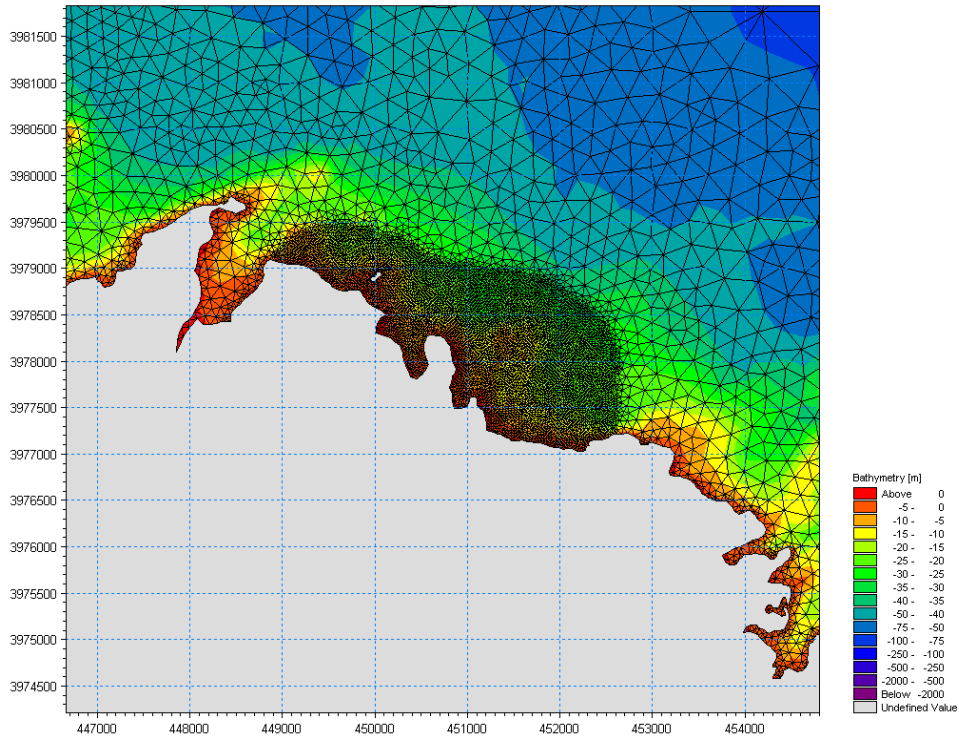 3981500
3981000
3980500
3980000
3979500
3979000
3978500
3978000
3977500
3977000
3976500
3976000
3975500
3975000
3974500
447000 448000 449000 450000 451000 452000 453000 454000
Bathymetry [m]
Above 0
-5 - 0
-10 - -5
-15 - -10
-20 - -15
-25 - -20
-30 - -25
-35 - -30
-40 - -35
-50 - -40
-75 - -50
-100 - -75
-250 - -100
-500 - -250
-2000 - -500
Below -2000
Undefined Value